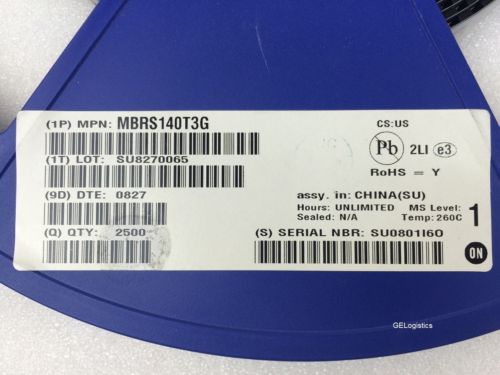 (1P) MPN: MBRS140T3G
CS:US
(1T) LOT: SU8270065
Pb 2LI e3
RoHS = Y
(9D) DTE: 0827
assy. in: CHINA(SU)
Hours: UNLIMITED MS Level: 1
Sealed: N/A Temp: 260C
(Q) QTY: 2500
(S) SERIAL NBR: SU0801I6O
ON
GELogistics